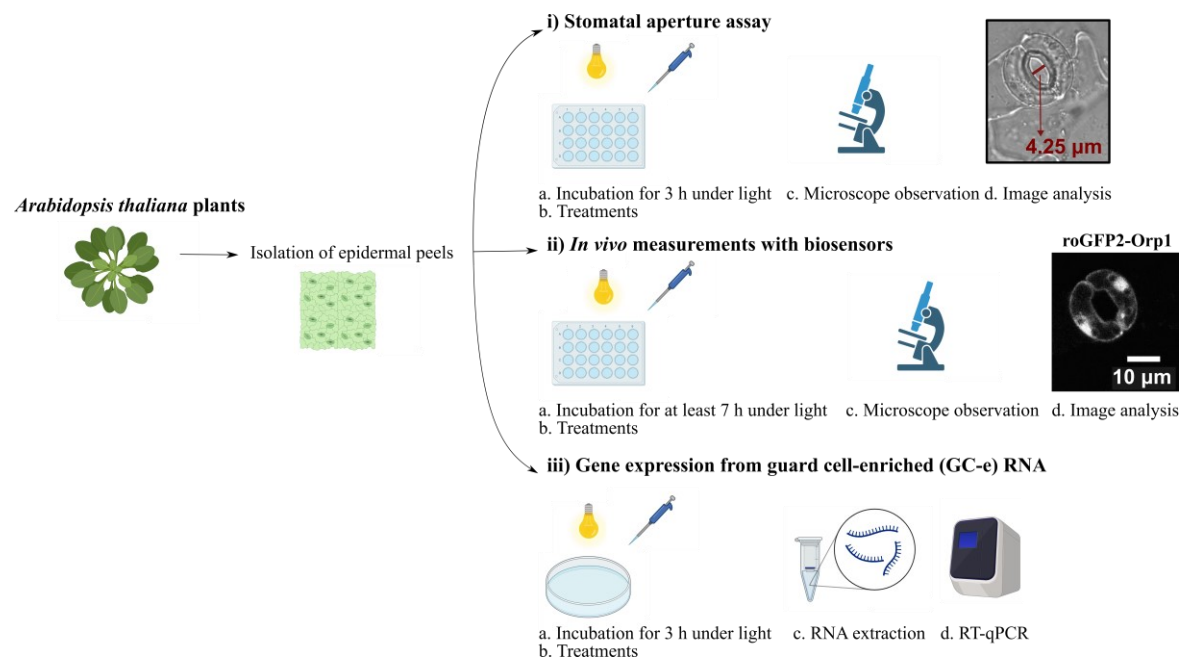 Arabidopsis thaliana plants
Isolation of epidermal peels
i) Stomatal aperture assay
4.25 µm
a. Incubation for 3 h under light
b. Treatments
c. Microscope observation
d. Image analysis
ii) In vivo measurements with biosensors
roGFP2-Orp1
10 µm
a. Incubation for at least 7 h under light
b. Treatments
c. Microscope observation
d. Image analysis
iii) Gene expression from guard cell-enriched (GC-e) RNA
a. Incubation for 3 h under light
b. Treatments
c. RNA extraction
d. RT-qPCR